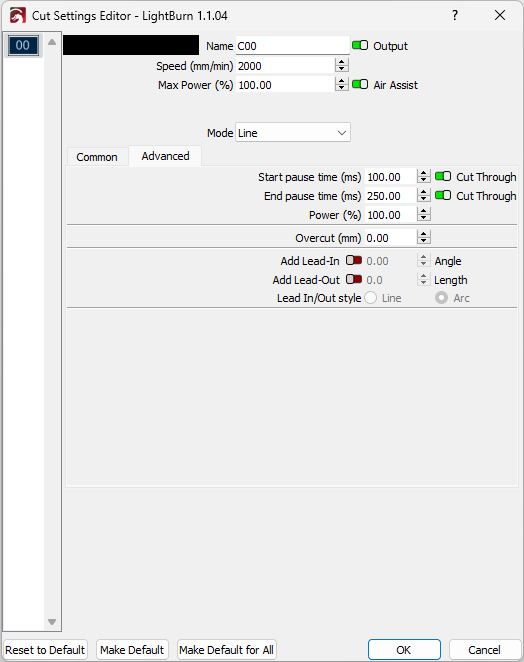 Cut Settings Editor - LightBurn 1.1.04 ?
00
Name C00 Output
Speed (mm/min) 2000
Max Power (%) 100.00 Air Assist
Mode Line
Common Advanced
Start pause time (ms) 100.00 Cut Through
End pause time (ms) 250.00 Cut Through
Power (%) 100.00
Overcut (mm) 0.00
Add Lead-In 0.00 Angle
Add Lead-Out 0.0 Length
Lead In/Out style Line Arc
Reset to Default Make Default Make Default for All OK Cancel